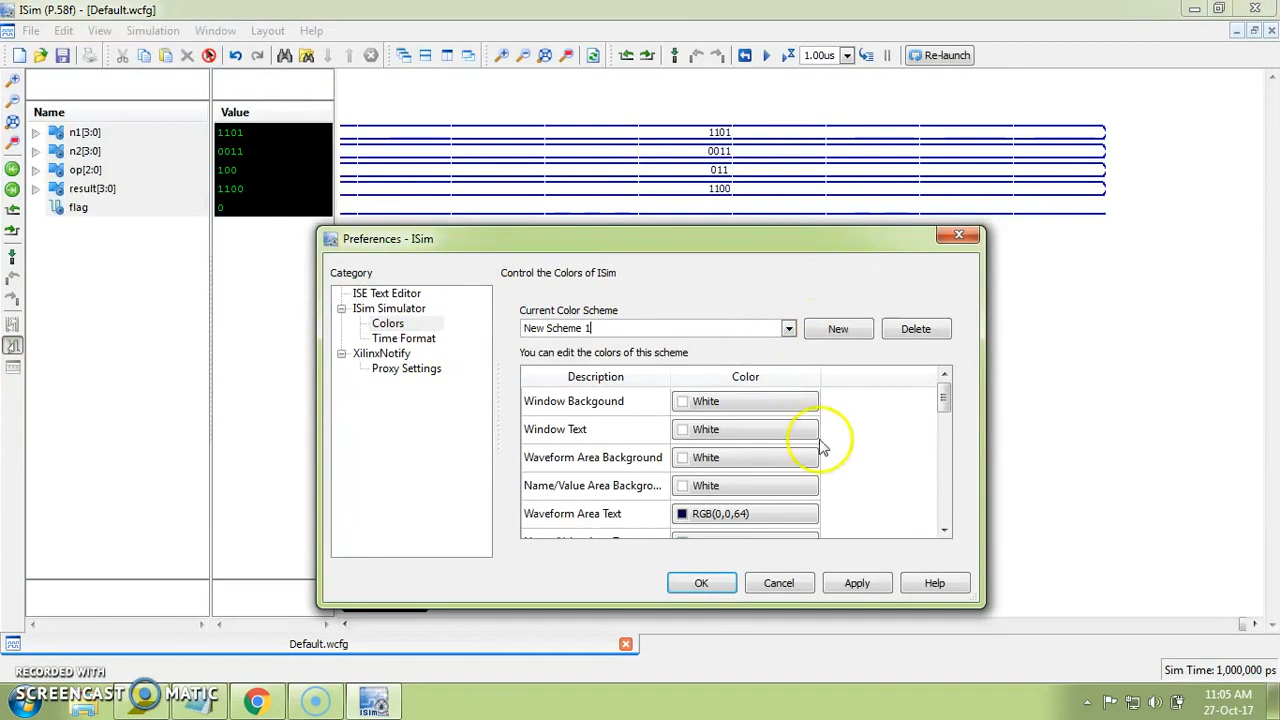 ISim (P.58f) - [Default.wcfg]
File Edit View Simulation Window Layout Help
1.00us Re-launch
Name Value
n1[3:0] 1101 1101
n2[3:0] 0011 0011
op[2:0] 100 011
result[3:0] 1100 1100
flag 0
Preferences - ISim
Category
ISE Text Editor
ISim Simulator
Colors
Time Format
XilinxNotify
Proxy Settings
Control the Colors of ISim
Current Color Scheme
New Scheme 1 New Delete
You can edit the colors of this scheme
Description Color
Window Backgound White
Window Text White
Waveform Area Background White
Name/Value Area Backgro... White
Waveform Area Text RGB(0,0,64)
OK Cancel Apply Help
Default.wcfg
Sim Time: 1,000,000 ps
RECORDED WITH
SCREENCAST MATIC
ISim
11:05 AM
27-Oct-17